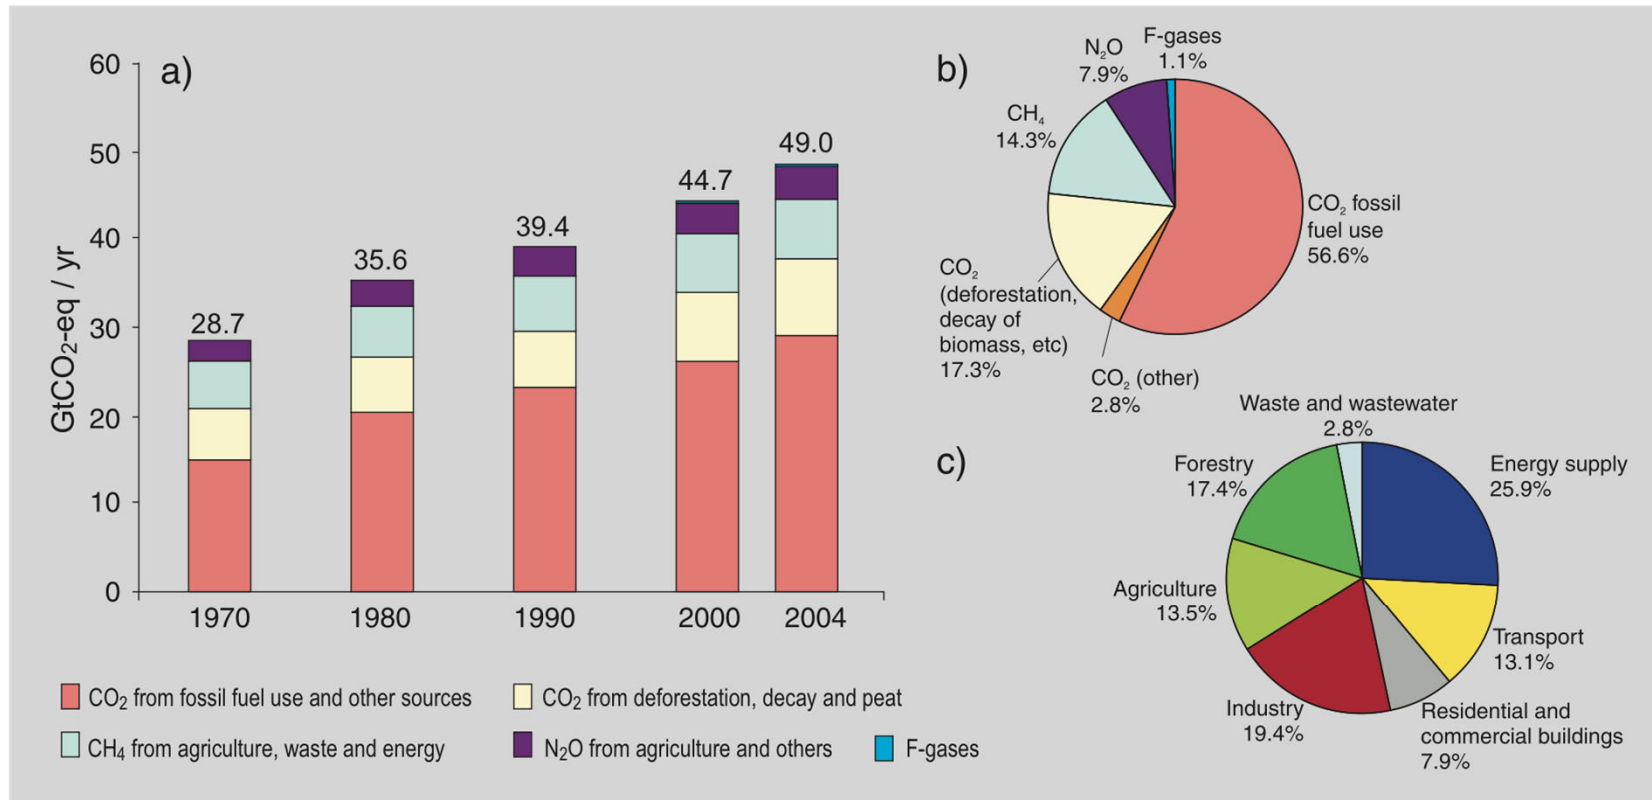 a)
60
50
40
30
20
10
0
GtCO₂-eq / yr
28.7
35.6
39.4
44.7
49.0
1970
1980
1990
2000
2004
CO₂ from fossil fuel use and other sources
CO₂ from deforestation, decay and peat
CH₄ from agriculture, waste and energy
N₂O from agriculture and others
F-gases
b)
F-gases
1.1%
N₂O
7.9%
CH₄
14.3%
CO₂ fossil
fuel use
56.6%
CO₂
(deforestation,
decay of
biomass, etc)
17.3%
CO₂ (other)
2.8%
c)
Waste and wastewater
2.8%
Forestry
17.4%
Energy supply
25.9%
Agriculture
13.5%
Transport
13.1%
Industry
19.4%
Residential and
commercial buildings
7.9%